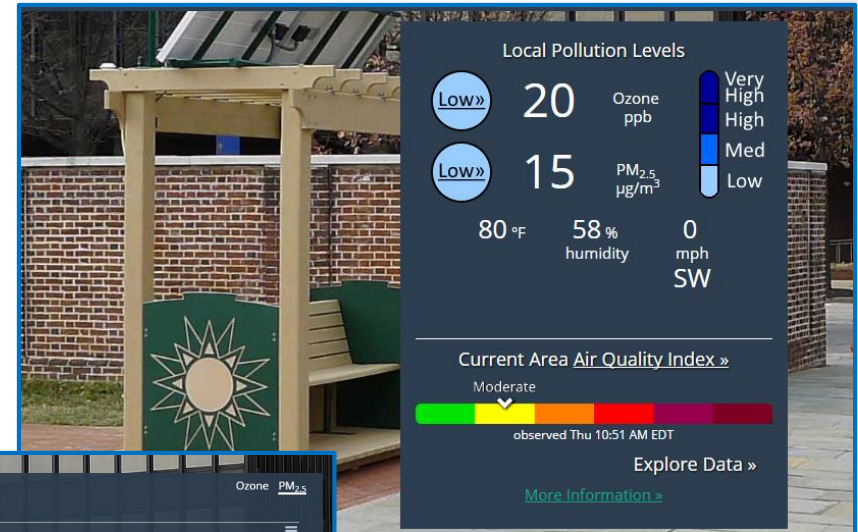 Local Pollution Levels
Low» 20 Ozone ppb
Low» 15 PM2.5 µg/m3
Very High
High
Med
Low
80 ºF 58 % humidity 0 mph SW
Current Area Air Quality Index »
Moderate
observed Thu 10:51 AM EDT
Explore Data »
More Information »
Ozone PM2.5